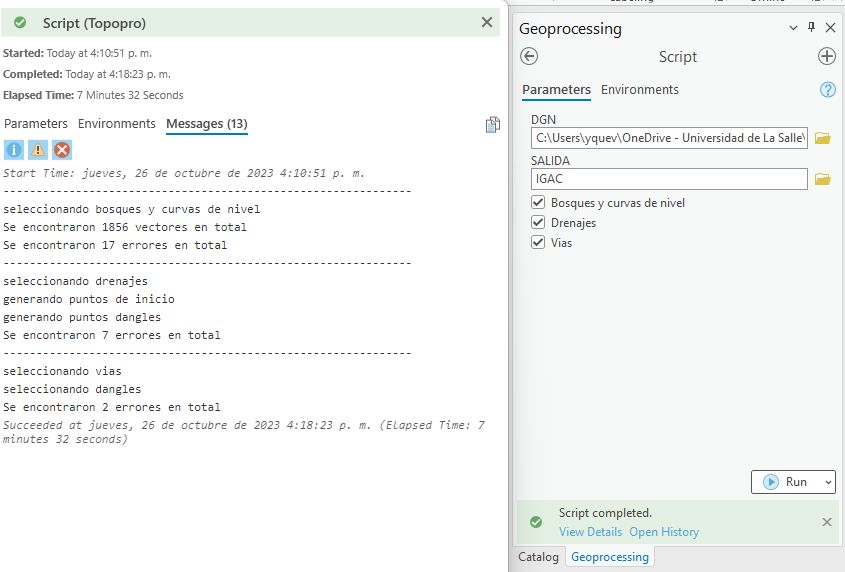 Script (Topopro)
Started: Today at 4:10:51 p. m.
Completed: Today at 4:18:23 p. m.
Elapsed Time: 7 Minutes 32 Seconds
Parameters Environments Messages (13)
Start Time: jueves, 26 de octubre de 2023 4:10:51 p. m.
------------------------------------------------------------
seleccionando bosques y curvas de nivel
Se encontraron 1856 vectores en total
Se encontraron 17 errores en total
------------------------------------------------------------
seleccionando drenajes
generando puntos de inicio
generando puntos dangles
Se encontraron 7 errores en total
------------------------------------------------------------
seleccionando vias
seleccionando dangles
Se encontraron 2 errores en total
Succeeded at jueves, 26 de octubre de 2023 4:18:23 p. m. (Elapsed Time: 7
minutes 32 seconds)
Geoprocessing
Script
Parameters Environments
DGN
C:\Users\yquev\OneDrive - Universidad de La Salle\
SALIDA
IGAC
Bosques y curvas de nivel
Drenajes
Vias
Run
Script completed.
View Details Open History
Catalog Geoprocessing